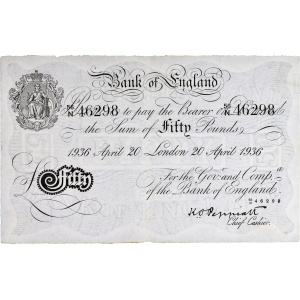 Bank of England
46298 46298
to pay the Bearer on Demand
the Sum of Fifty Pounds
1936 April 20 London 20 April 1936
Fifty
For the Gov.r and Comp.a
of the Bank of England.
46298
K.O. Peppiatt
Chief Cashier.